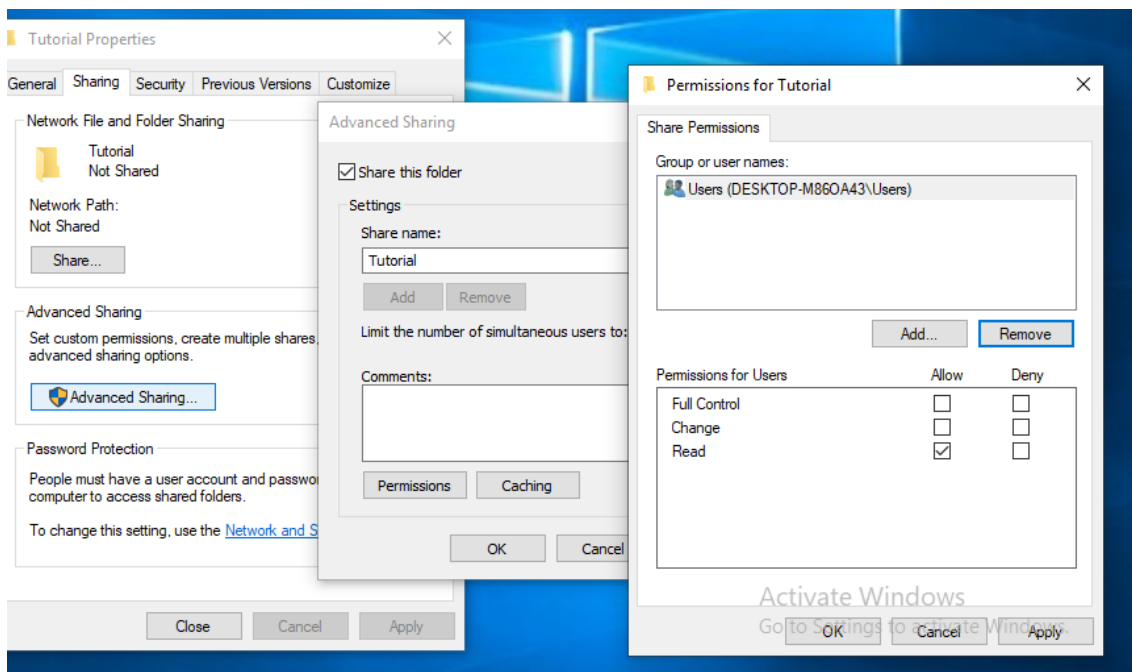 Tutorial Properties
General Sharing Security Previous Versions Customize
Network File and Folder Sharing
Tutorial
Not Shared
Network Path:
Not Shared
Share...
Advanced Sharing
Set custom permissions, create multiple shares,
advanced sharing options.
Advanced Sharing...
Password Protection
People must have a user account and
computer to access shared folders.
To change this setting, use the Network and
Close Cancel Apply
Advanced Sharing
Share this folder
Settings
Share name:
Tutorial
Add Remove
Limit the number of simultaneous users to:
Comments:
Permissions Caching
OK Cancel
Permissions for Tutorial
Share Permissions
Group or user names:
Users (DESKTOP-M86OA43\Users)
Add... Remove
Permissions for Users Allow Deny
Full Control
Change
Read
Activate Windows
Go to Settings to activate Windows.
OK Cancel Apply